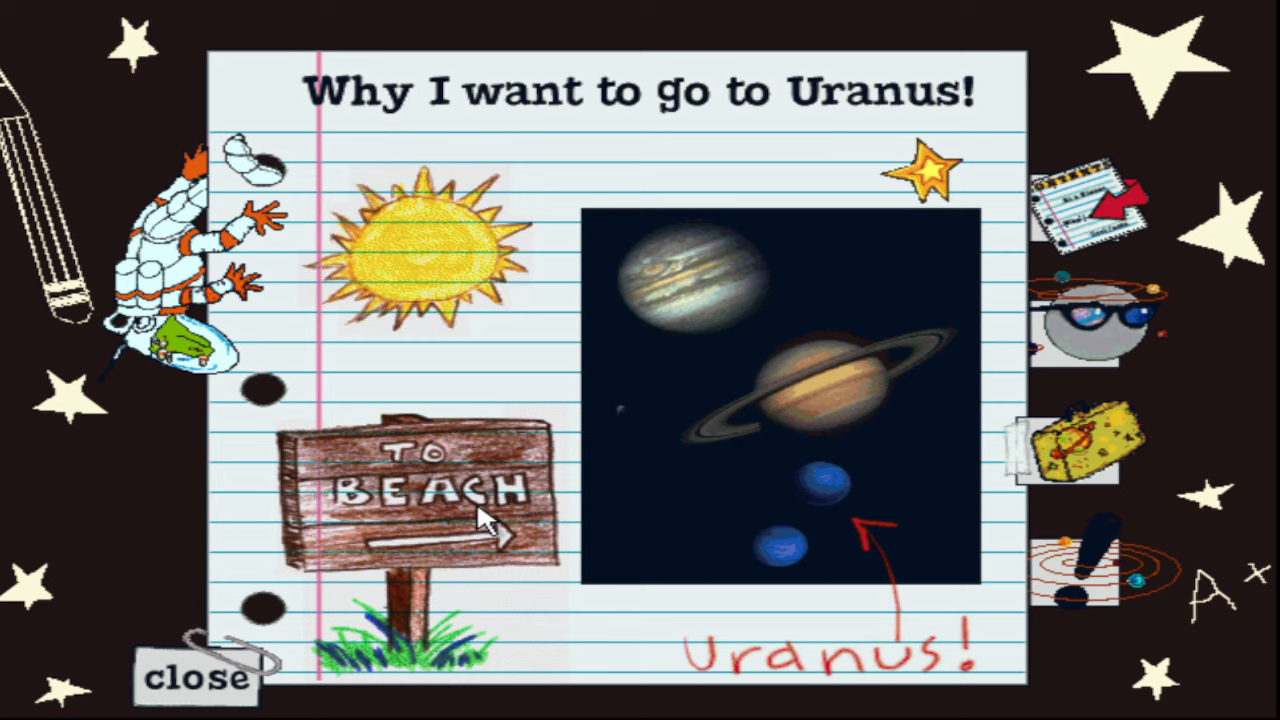 Why I want to go to Uranus!
TO
BEACH
Uranus!
close
A+